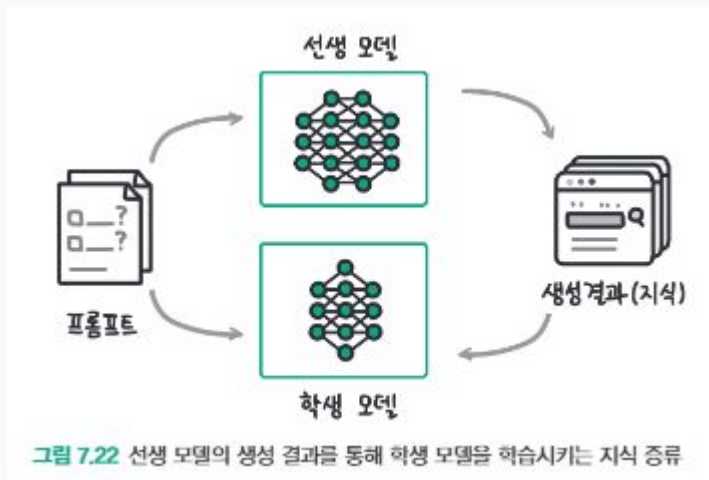 선생 모델
프롬프트
생성결과(지식)
학생 모델
그림 7.22 선생 모델의 생성 결과를 통해 학생 모델을 학습시키는 지식 증류